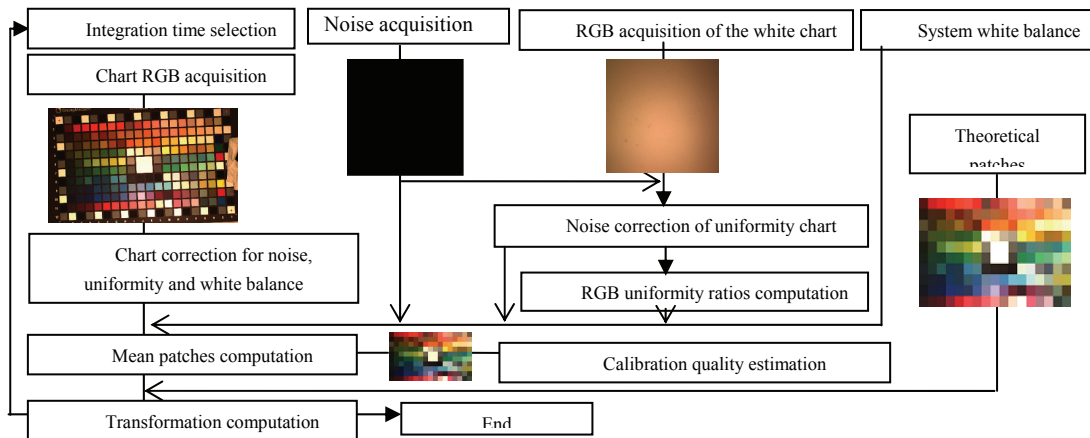 Integration time selection
Noise acquisition
RGB acquisition of the white chart
System white balance
Chart RGB acquisition
Theoretical
patches
Noise correction of uniformity chart
Chart correction for noise,
uniformity and white balance
RGB uniformity ratios computation
Mean patches computation
Calibration quality estimation
Transformation computation
End